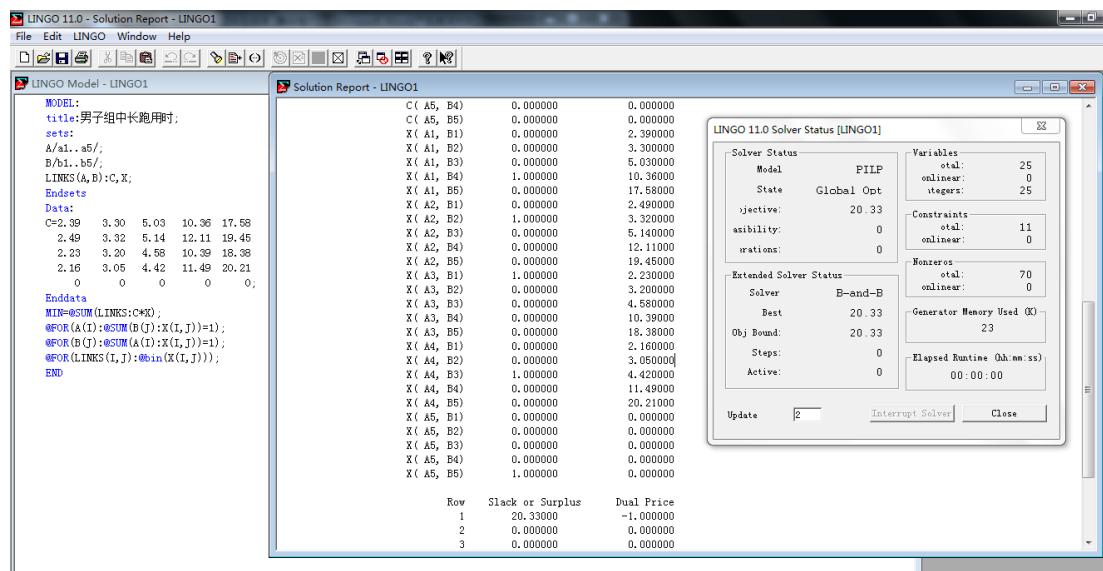 LINGO 11.0 - Solution Report - LINGO1
File Edit LINGO Window Help
LINGO Model - LINGO1
MODEL:
title:男子组中长跑用时;
sets:
A/a1..a5/;
B/b1..b5/;
LINKS(A,B):C,X;
Endsets
Data:
C=2.39 3.30 5.03 10.36 17.58
2.49 3.32 5.14 12.11 19.45
2.23 3.20 4.58 10.39 18.38
2.16 3.05 4.42 11.49 20.21
0 0 0 0 0;
Enddata
MIN=@SUM(LINKS:C*X);
@FOR(A(I):@SUM(B(J):X(I,J))=1);
@FOR(B(J):@SUM(A(I):X(I,J))=1);
@FOR(LINKS(I,J):@bin(X(I,J)));
END
Solution Report - LINGO1
C( A5, B4) 0.000000 0.000000
C( A5, B5) 0.000000 0.000000
X( A1, B1) 0.000000 2.390000
X( A1, B2) 0.000000 3.300000
X( A1, B3) 0.000000 5.030000
X( A1, B4) 1.000000 10.36000
X( A1, B5) 0.000000 17.58000
X( A2, B1) 0.000000 2.490000
X( A2, B2) 1.000000 3.320000
X( A2, B3) 0.000000 5.140000
X( A2, B4) 0.000000 12.11000
X( A2, B5) 0.000000 19.45000
X( A3, B1) 1.000000 2.230000
X( A3, B2) 0.000000 3.200000
X( A3, B3) 0.000000 4.580000
X( A3, B4) 0.000000 10.39000
X( A3, B5) 0.000000 18.38000
X( A4, B1) 0.000000 2.160000
X( A4, B2) 0.000000 3.050000
X( A4, B3) 1.000000 4.420000
X( A4, B4) 0.000000 11.49000
X( A4, B5) 0.000000 20.21000
X( A5, B1) 0.000000 0.000000
X( A5, B2) 0.000000 0.000000
X( A5, B3) 0.000000 0.000000
X( A5, B4) 0.000000 0.000000
X( A5, B5) 1.000000 0.000000
Row Slack or Surplus Dual Price
1 20.33000 -1.000000
2 0.000000 0.000000
3 0.000000 0.000000
LINGO 11.0 Solver Status [LINGO1]
Solver Status
Model PILP
State Global Opt
jective: 20.33
asibility: 0
rations: 0
Extended Solver Status
Solver B-and-B
Best 20.33
Obj Bound: 20.33
Steps: 0
Active: 0
Variables
otal: 25
onlinear: 0
ntegers: 25
Constraints
otal: 11
onlinear: 0
Nonzeros
otal: 70
onlinear: 0
Generator Memory Used (K)
23
Elapsed Runtime (hh:mm:ss)
00:00:00
Update 2 Interrupt Solver Close